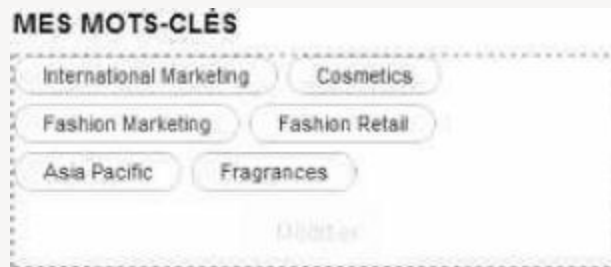 MES MOTS-CLÉS
International Marketing Cosmetics
Fashion Marketing Fashion Retail
Asia Pacific Fragrances